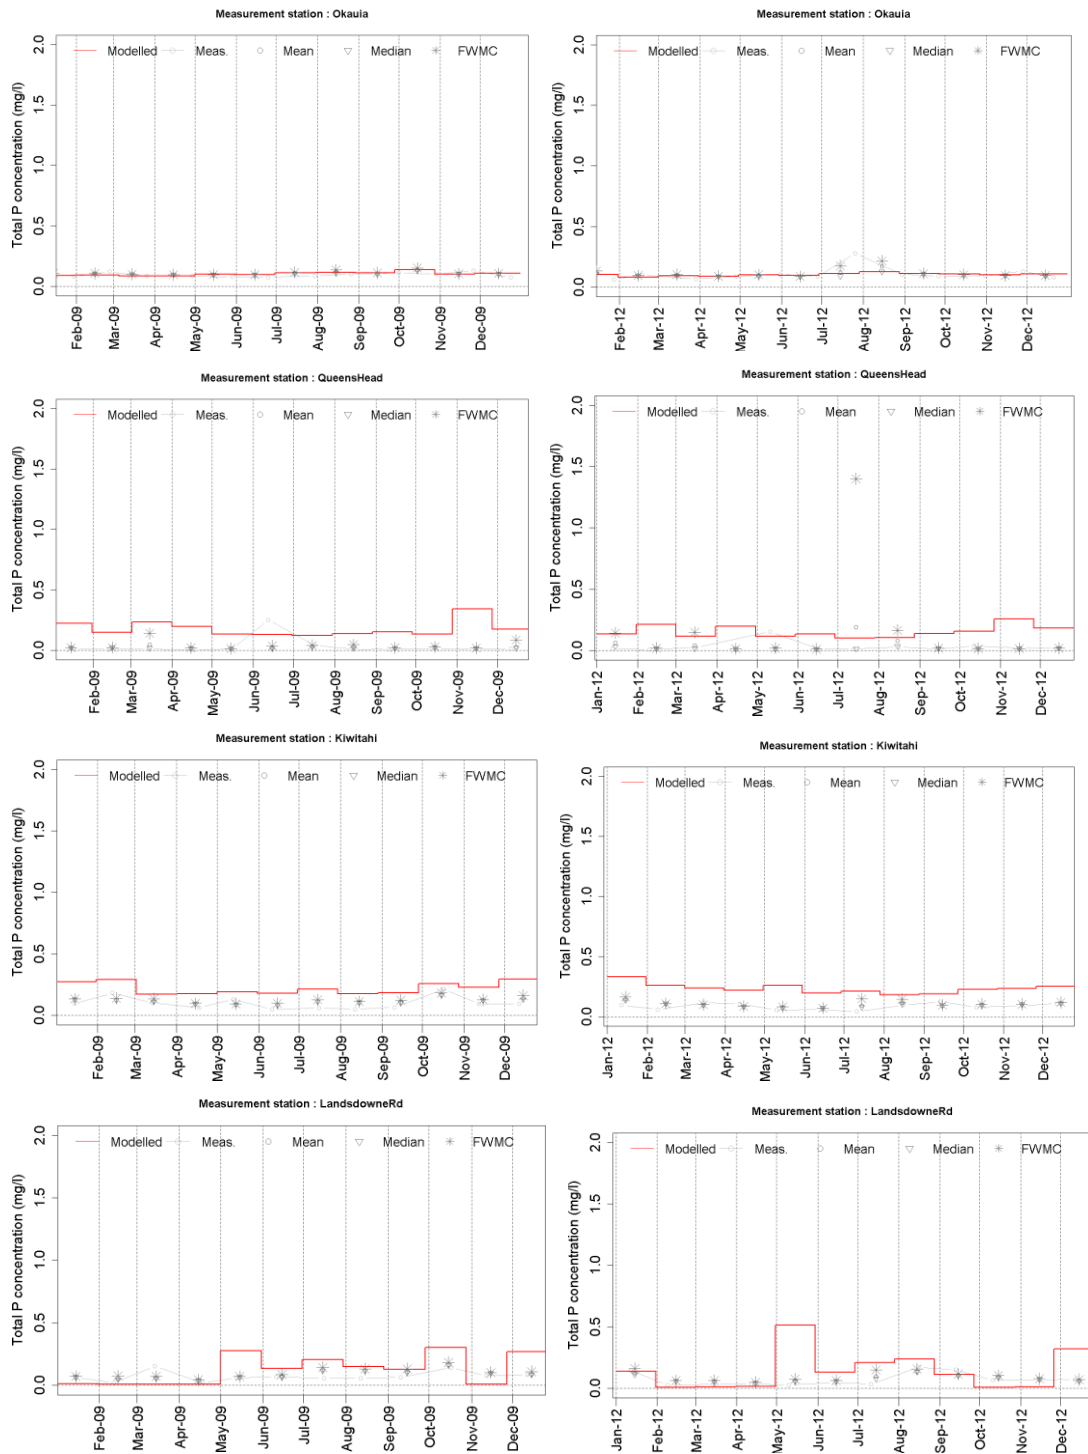 Measurement station : Okauia
Total P concentration (mg/l)
2.0
1.5
1.0
0.5
0.0
Modelled Meas. Mean Median FWMC
Feb-09 Mar-09 Apr-09 May-09 Jun-09 Jul-09 Aug-09 Sep-09 Oct-09 Nov-09 Dec-09
Measurement station : Okauia
Total P concentration (mg/l)
2.0
1.5
1.0
0.5
0.0
Modelled Meas. Mean Median FWMC
Feb-12 Mar-12 Apr-12 May-12 Jun-12 Jul-12 Aug-12 Sep-12 Oct-12 Nov-12 Dec-12
Measurement station : QueensHead
Total P concentration (mg/l)
2.0
1.5
1.0
0.5
0.0
Modelled Meas. Mean Median FWMC
Feb-09 Mar-09 Apr-09 May-09 Jun-09 Jul-09 Aug-09 Sep-09 Oct-09 Nov-09 Dec-09
Measurement station : QueensHead
Total P concentration (mg/l)
2.0
1.5
1.0
0.5
0.0
Modelled Meas. Mean Median FWMC
Jan-12 Feb-12 Mar-12 Apr-12 May-12 Jun-12 Jul-12 Aug-12 Sep-12 Oct-12 Nov-12 Dec-12
Measurement station : Kiwitahi
Total P concentration (mg/l)
2.0
1.5
1.0
0.5
0.0
Modelled Meas. Mean Median FWMC
Feb-09 Mar-09 Apr-09 May-09 Jun-09 Jul-09 Aug-09 Sep-09 Oct-09 Nov-09 Dec-09
Measurement station : Kiwitahi
Total P concentration (mg/l)
2.0
1.5
1.0
0.5
0.0
Modelled Meas. Mean Median FWMC
Jan-12 Feb-12 Mar-12 Apr-12 May-12 Jun-12 Jul-12 Aug-12 Sep-12 Oct-12 Nov-12 Dec-12
Measurement station : LandsdowneRd
Total P concentration (mg/l)
2.0
1.5
1.0
0.5
0.0
Modelled Meas. Mean Median FWMC
Feb-09 Mar-09 Apr-09 May-09 Jun-09 Jul-09 Aug-09 Sep-09 Oct-09 Nov-09 Dec-09
Measurement station : LandsdowneRd
Total P concentration (mg/l)
2.0
1.5
1.0
0.5
0.0
Modelled Meas. Mean Median FWMC
Jan-12 Feb-12 Mar-12 Apr-12 May-12 Jun-12 Jul-12 Aug-12 Sep-12 Oct-12 Nov-12 Dec-12